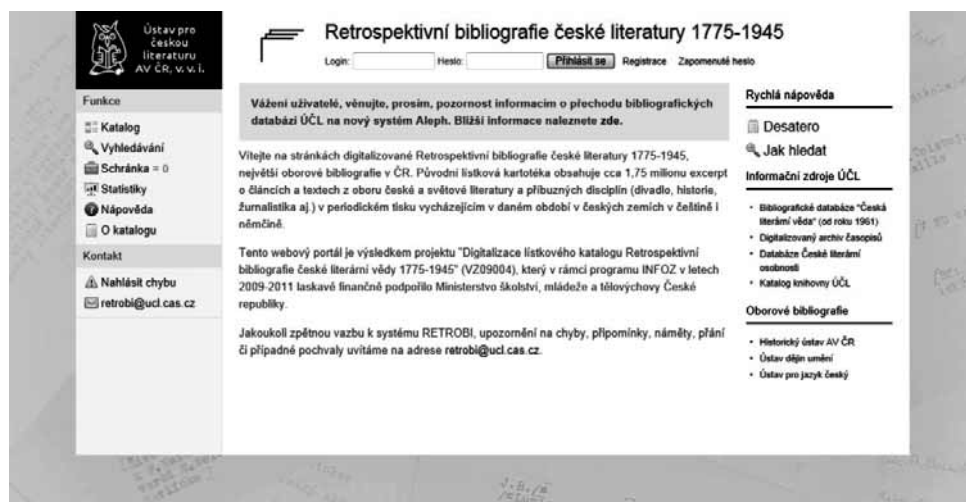 Ústav pro
českou
literaturu
AV ČR, v. v. i.
Retrospektivní bibliografie české literatury 1775-1945
Login: Heslo: Přihlásit se Registrace Zapomenuté heslo
Funkce
Katalog
Vyhledávání
Schránka = 0
Statistiky
Nápověda
O katalogu
Kontakt
Nahlásit chybu
retrobi@ucl.cas.cz
Vážení uživatelé, věnujte, prosím, pozornost informacím o přechodu bibliografických
databází ÚČL na nový systém Aleph. Bližší informace naleznete zde.
Vítejte na stránkách digitalizované Retrospektivní bibliografie české literatury 1775-1945,
největší oborové bibliografie v ČR. Původní lístková kartotéka obsahuje cca 1,75 milionu excerpt
o článcích a textech z oboru české a světové literatury a příbuzných disciplín (divadlo, historie,
žurnalistika aj.) v periodickém tisku vycházejícím v daném období v českých zemích v češtině i
němčině.
Tento webový portál je výsledkem projektu "Digitalizace lístkového katalogu Retrospektivní
bibliografie české literární vědy 1775-1945" (VZ09004), který v rámci programu INFOZ v letech
2009-2011 laskavě finančně podpořilo Ministerstvo školství, mládeže a tělovýchovy České
republiky.
Jakoukoli zpětnou vazbu k systému RETROBI, upozornění na chyby, připomínky, náměty, přání
či případné pochvaly uvítáme na adrese retrobi@ucl.cas.cz.
Rychlá nápověda
Desatero
Jak hledat
Informační zdroje ÚČL
Bibliografické databáze "Česká
literární věda" (od roku 1961)
Digitalizovaný archiv časopisů
Databáze České literární
osobnosti
Katalog knihovny ÚČL
Oborové bibliografie
Historický ústav AV ČR
Ústav dějin umění
Ústav pro jazyk český